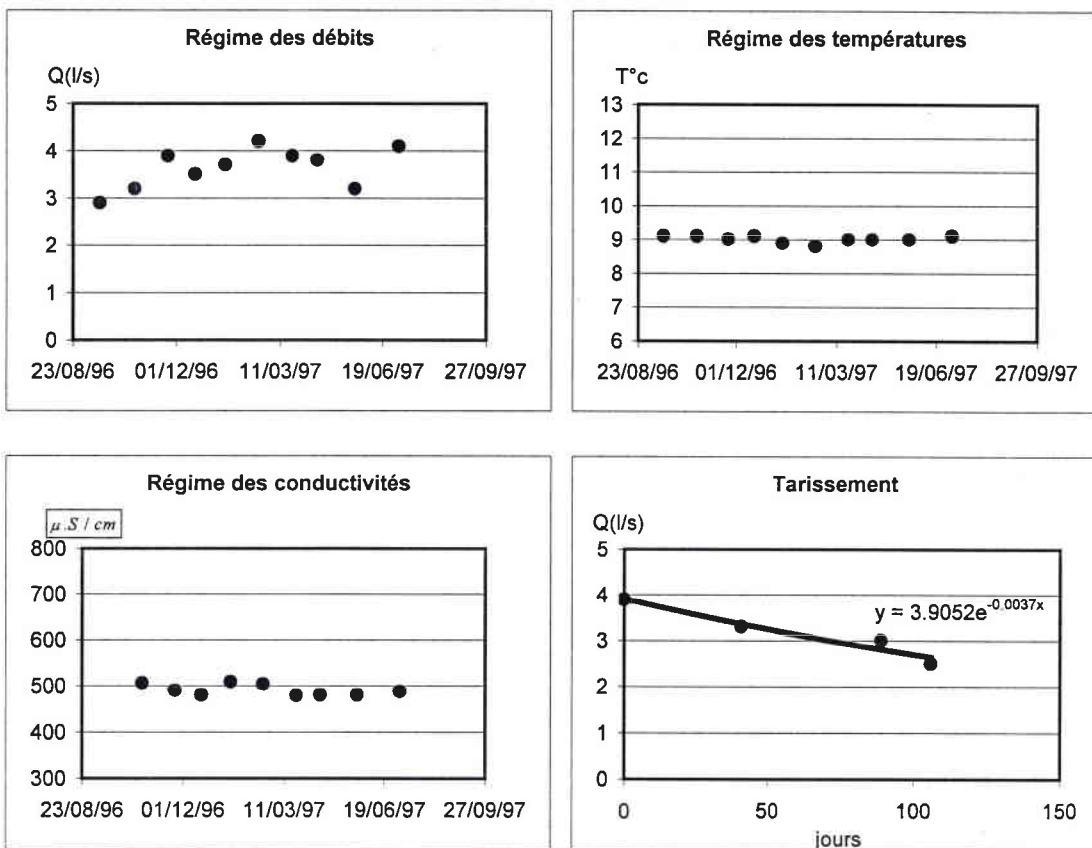 Régime des débits
Q(l/s)
5
4
3
2
1
0
23/08/96 01/12/96 11/03/97 19/06/97 27/09/97
Régime des températures
T°c
13
12
11
10
9
8
7
6
23/08/96 01/12/96 11/03/97 19/06/97 27/09/97
Régime des conductivités
μ.S / cm
800
700
600
500
400
300
23/08/96 01/12/96 11/03/97 19/06/97 27/09/97
Tarissement
Q(l/s)
5
4
3
2
1
0
y = 3.9052e-0.0037x
0 50 100 150
jours